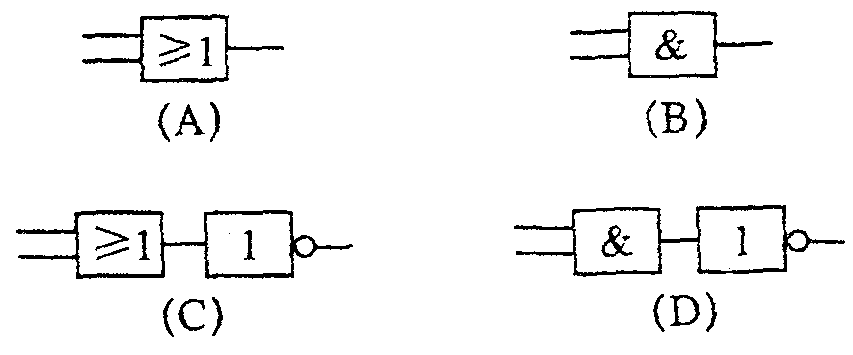 ≥1 &
(A) (B)
≥1 1 & 1
(C) (D)